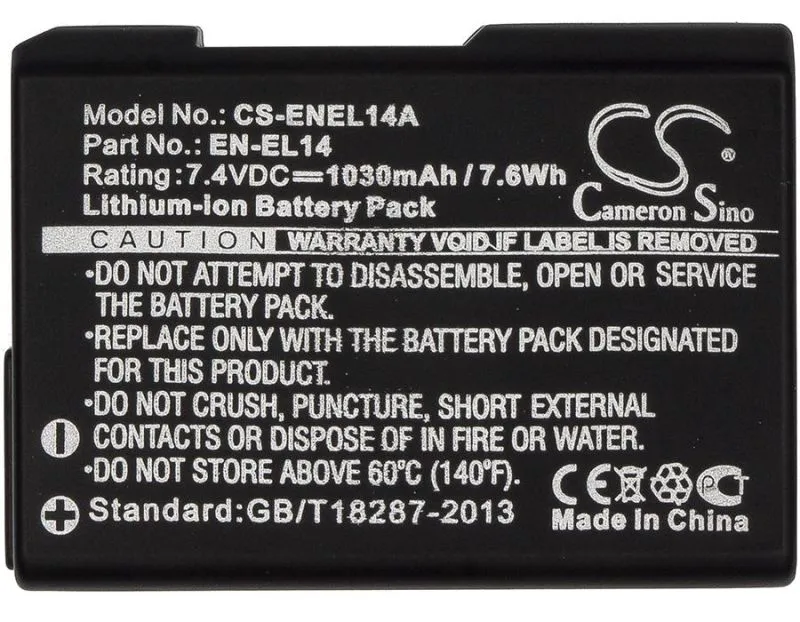 Model No.: CS-ENEL14A
Part No.: EN-EL14
Rating:7.4VDC⎓1030mAh/7.6Wh
Lithium-ion Battery Pack
CS®
Cameron Sino
CAUTION WARRANTY VOID IF LABEL IS REMOVED
•DO NOT ATTEMPT TO DISASSEMBLE, OPEN OR SERVICE
THE BATTERY PACK.
•REPLACE ONLY WITH THE BATTERY PACK DESIGNATED
FOR THIS PRODUCT.
•DO NOT CRUSH, PUNCTURE, SHORT EXTERNAL
CONTACTS OR DISPOSE OF IN FIRE OR WATER.
•DO NOT STORE ABOVE 60°C (140°F).
Standard:GB/T18287-2013
CE PCT
Made In China